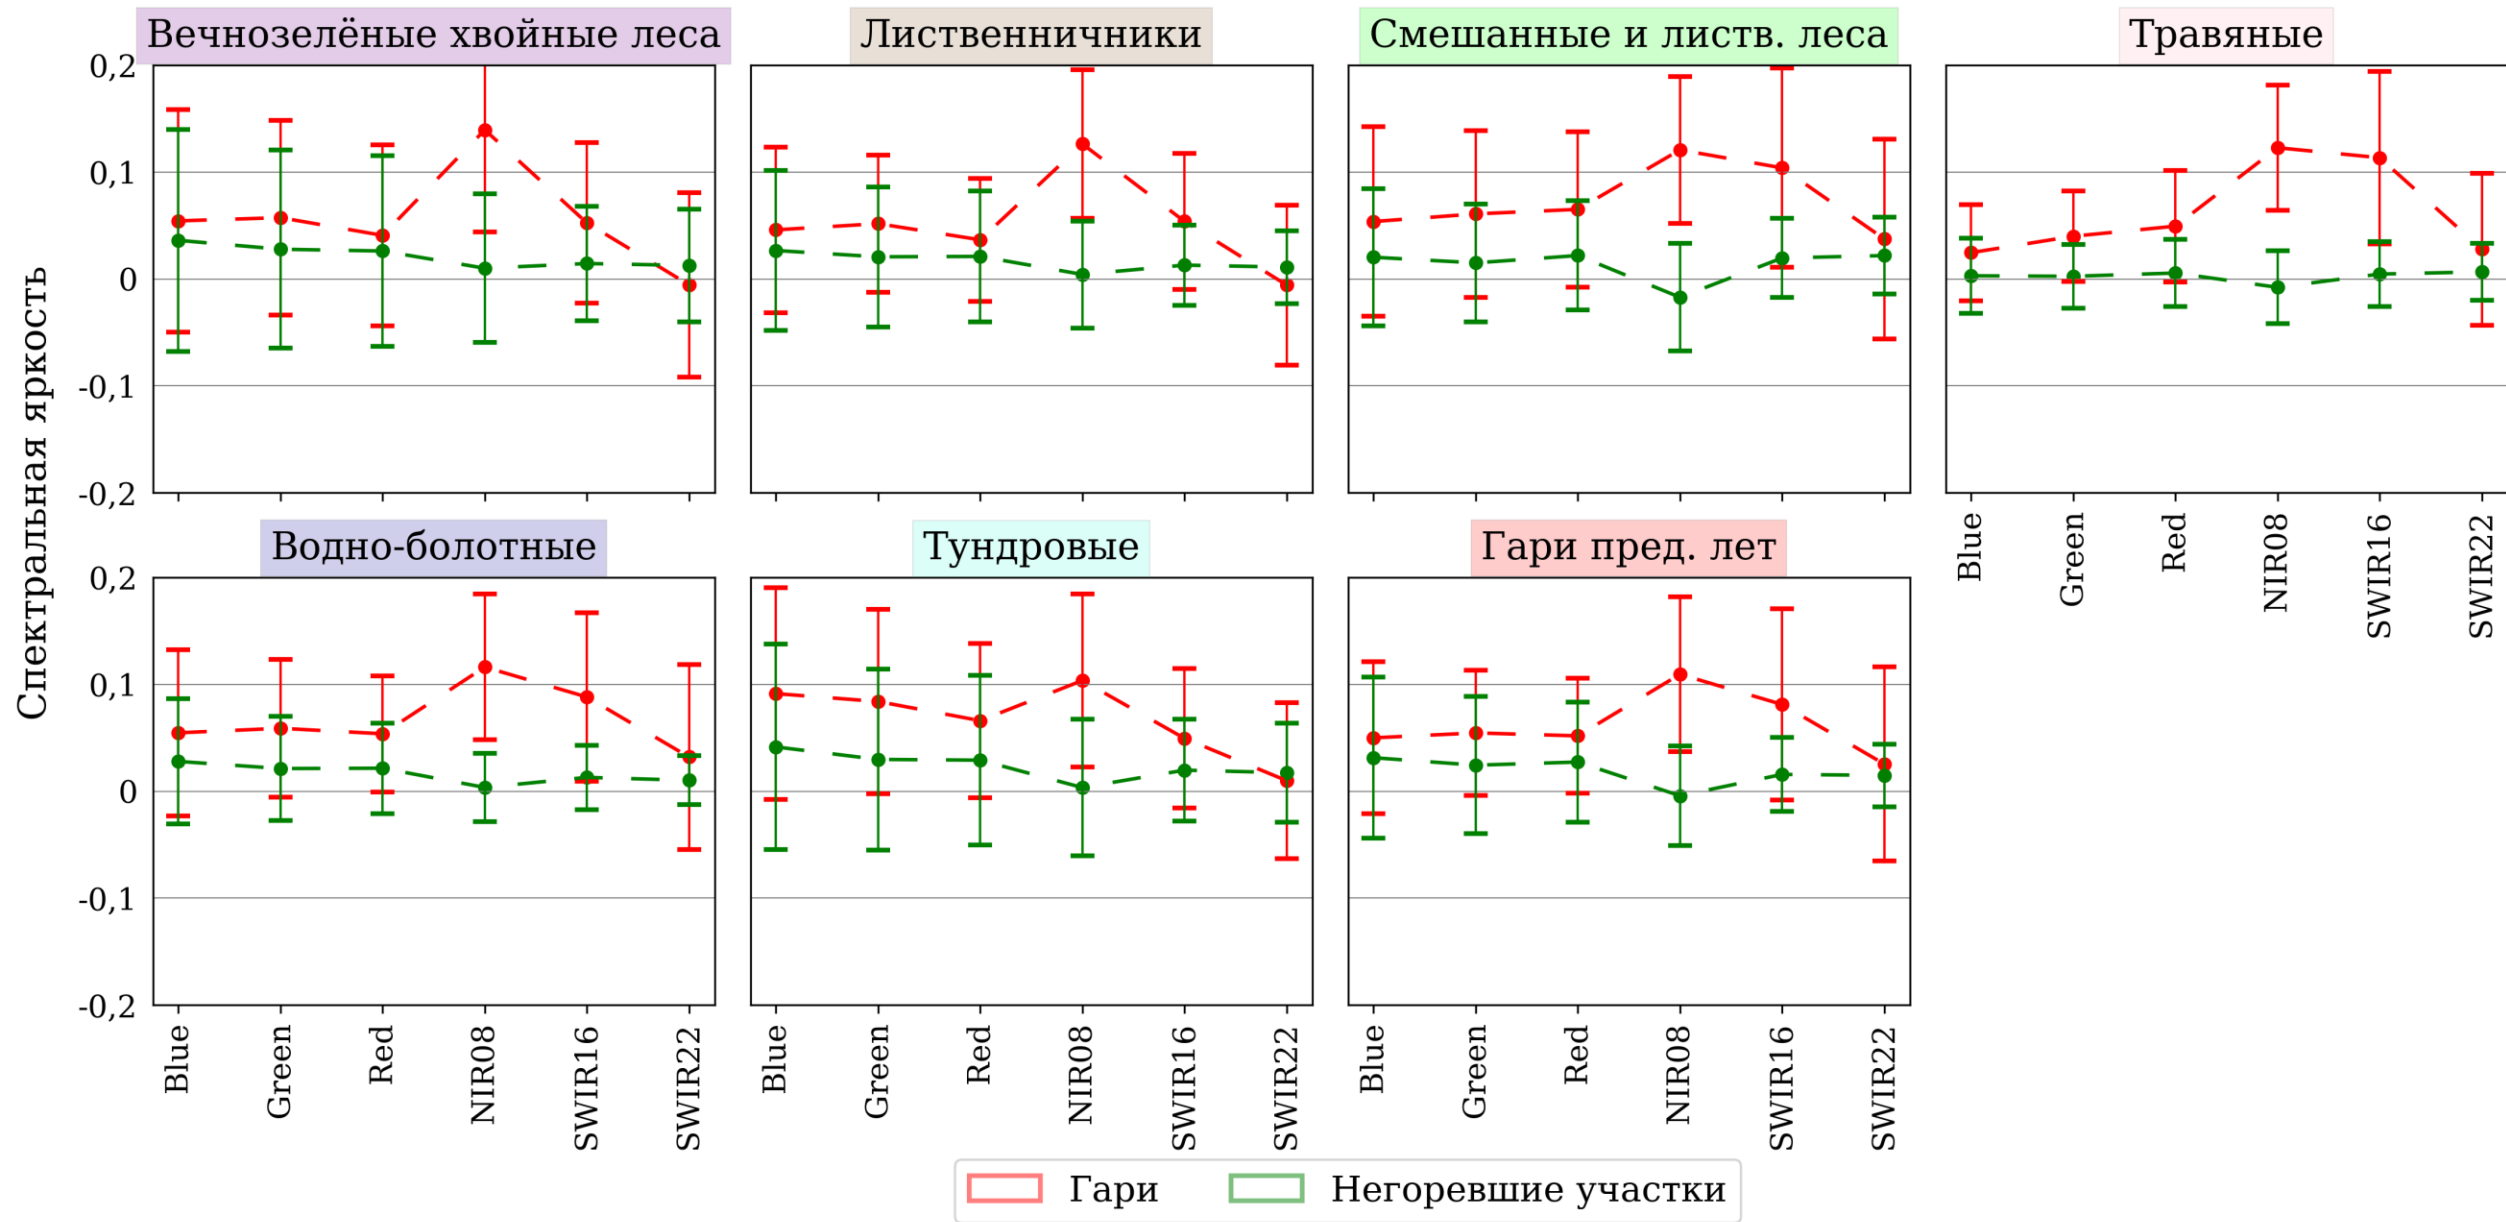 Вечнозелёные хвойные леса
Лиственничники
Смешанные и листв. леса
Травяные
Спектральная яркость
0,2
0,1
0
-0,1
-0,2
Blue
Green
Red
NIR08
SWIR16
SWIR22
Водно-болотные
Тундровые
Гари пред. лет
0,2
0,1
0
-0,1
-0,2
Blue
Green
Red
NIR08
SWIR16
SWIR22
Blue
Green
Red
NIR08
SWIR16
SWIR22
Blue
Green
Red
NIR08
SWIR16
SWIR22
Гари
Негоревшие участки